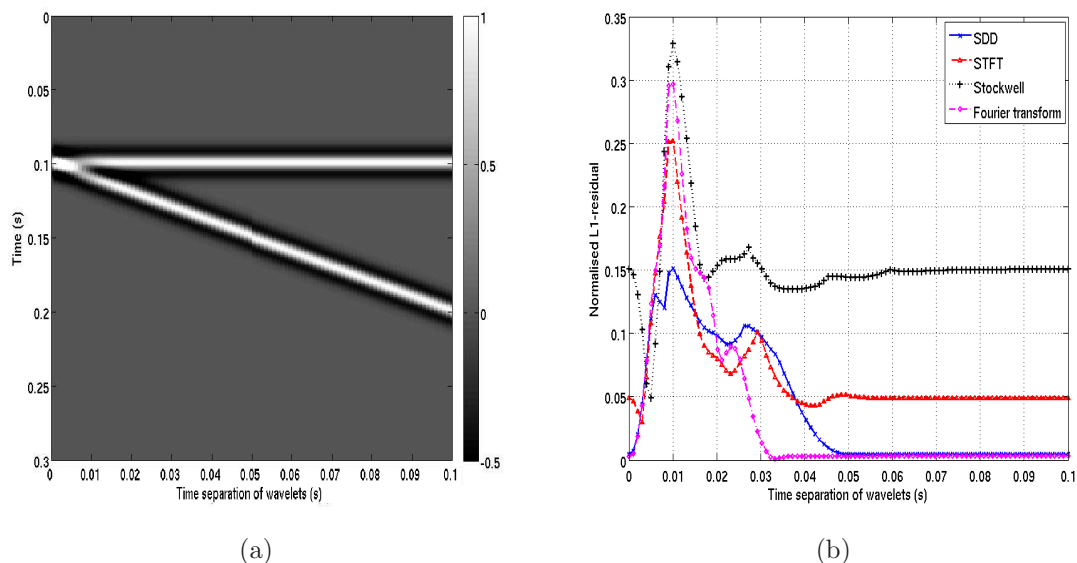 0
0.05
0.1
0.15
0.2
0.25
0.3
Time (s)
0 0.01 0.02 0.03 0.04 0.05 0.06 0.07 0.08 0.09 0.1
Time separation of wavelets (s)
1
0.5
0
-0.5
(a)
0.35
0.3
0.25
0.2
0.15
0.1
0.05
0
Normalised L1-residual
SDD
STFT
Stockwell
Fourier transform
0 0.01 0.02 0.03 0.04 0.05 0.06 0.07 0.08 0.09 0.1
Time separation of wavelets (s)
(b)